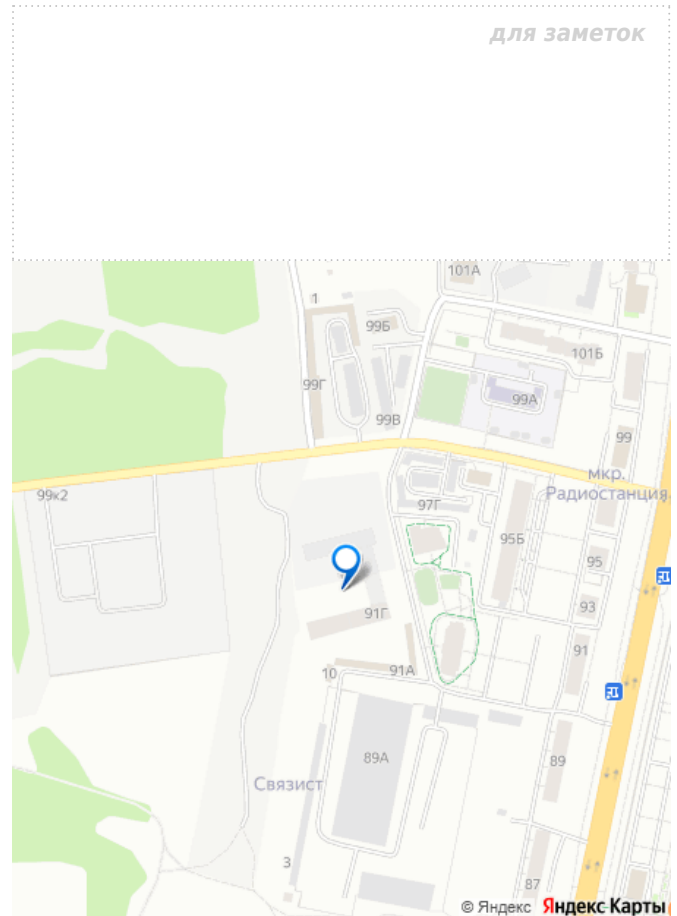 для заметок
101А
1
99Б
101Б
99Г
99А
99В
99
мкр.
Радиостанция
99к2
97Г
95Б
95
93
91Г
91
10
91А
89А
89
Связист
3
87
© Яндекс Яндекс Карты